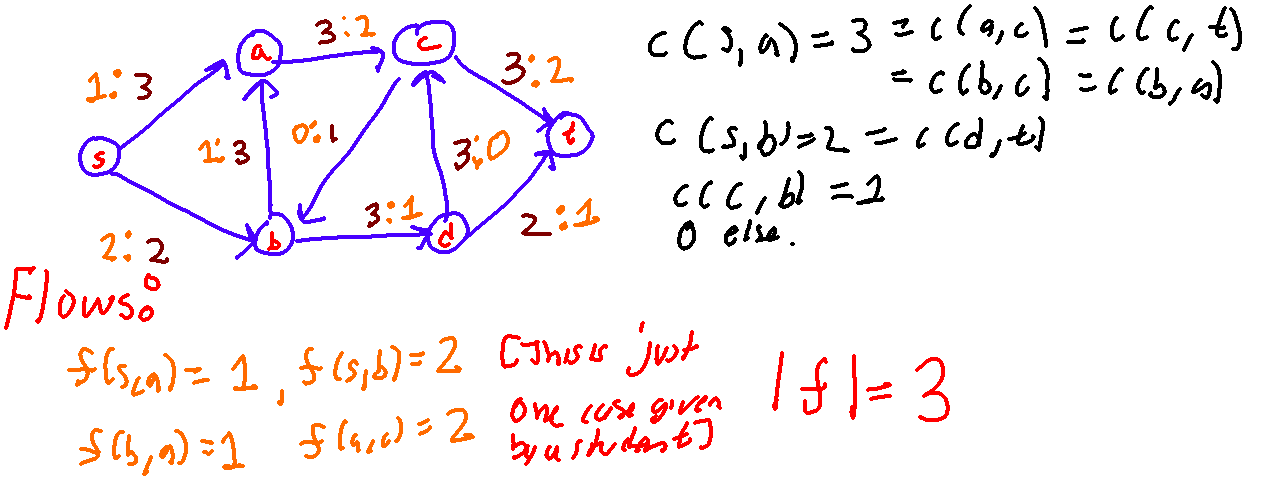 3:2
a
c
1:3
3:2
s
1:3
0:1
3:0
t
2:2
b
3:1
d
2:1
c(s,a) = 3 = c(a,c) = c(c,t)
= c(b,c) = c(b,a)
c(s,b) = 2 = c(d,t)
c(c,b) = 1
0 else.
Flows:
f(s,a) = 1, f(s,b) = 2
f(b,a) = 1 f(a,c) = 2
[This is just
one case given
by a student]
|f| = 3